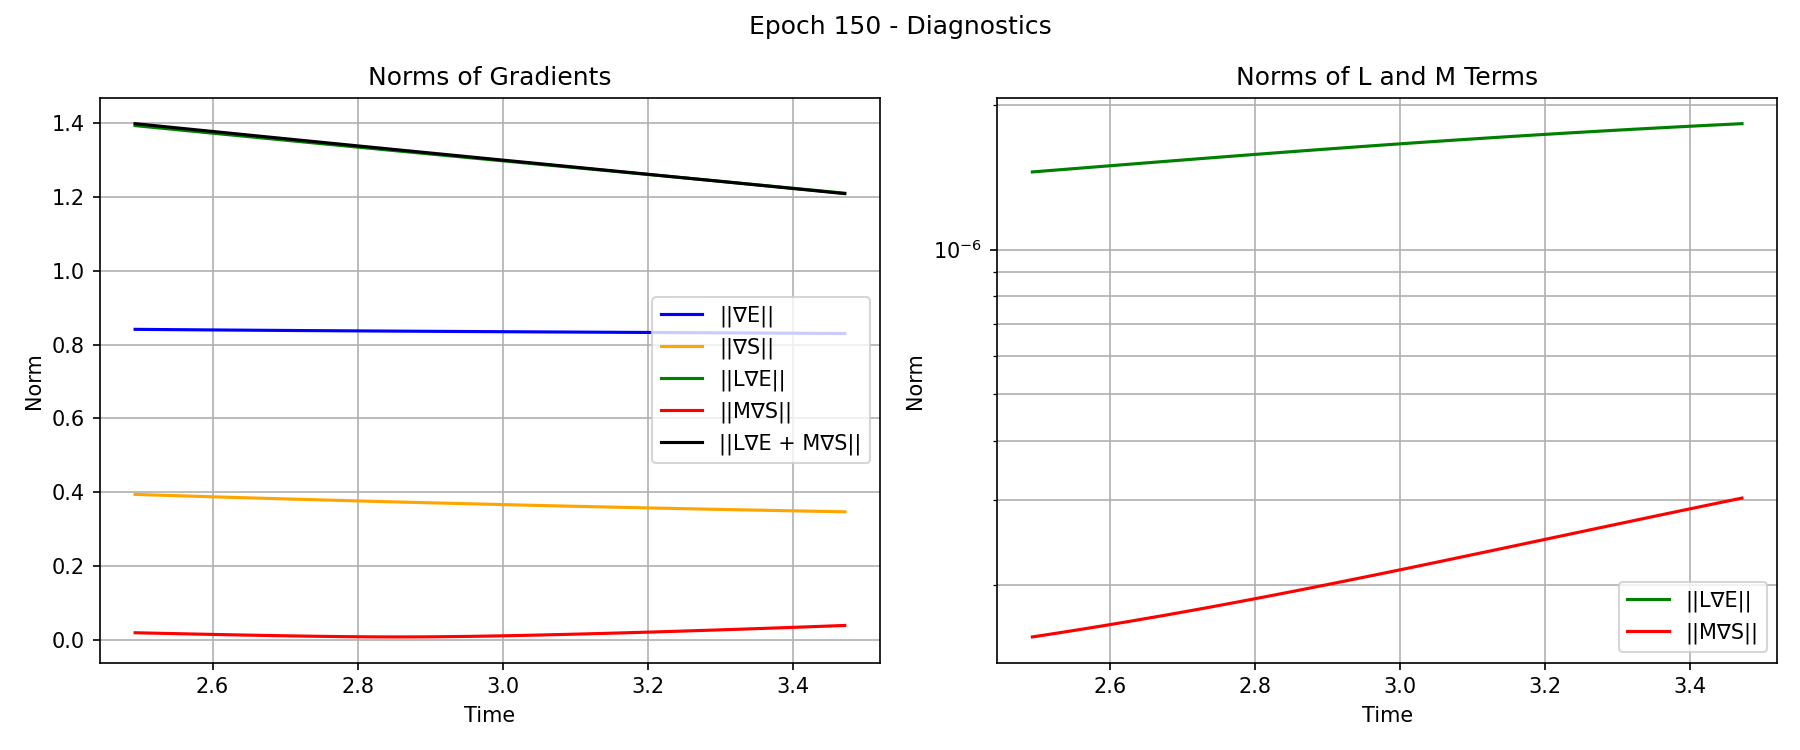 Epoch 150 - Diagnostics
Norms of Gradients
Norm
1.4
1.2
1.0
0.8
0.6
0.4
0.2
0.0
||∇E||
||∇S||
||L∇E||
||M∇S||
||L∇E + M∇S||
2.6 2.8 3.0 3.2 3.4
Time
Norms of L and M Terms
Norm
10⁻⁶
||L∇E||
||M∇S||
2.6 2.8 3.0 3.2 3.4
Time